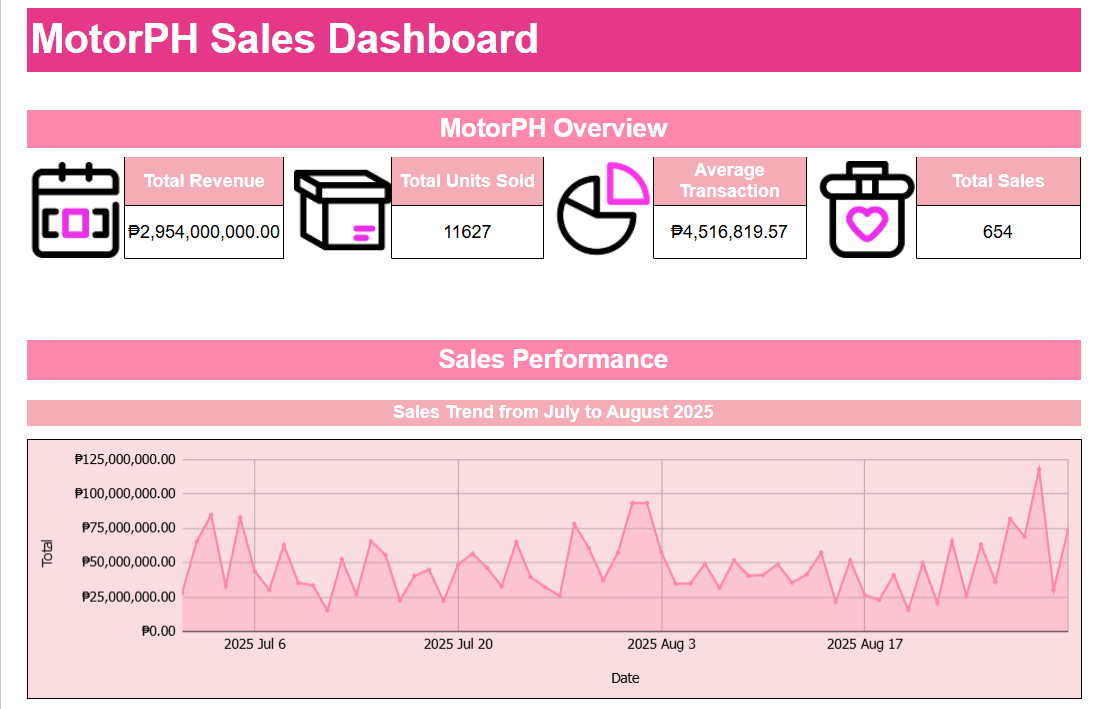 MotorPH Sales Dashboard
MotorPH Overview
Total Revenue
₱2,954,000,000.00
Total Units Sold
11627
Average
Transaction
₱4,516,819.57
Total Sales
654
Sales Performance
Sales Trend from July to August 2025
Total
₱125,000,000.00
₱100,000,000.00
₱75,000,000.00
₱50,000,000.00
₱25,000,000.00
₱0.00
2025 Jul 6
2025 Jul 20
2025 Aug 3
2025 Aug 17
Date